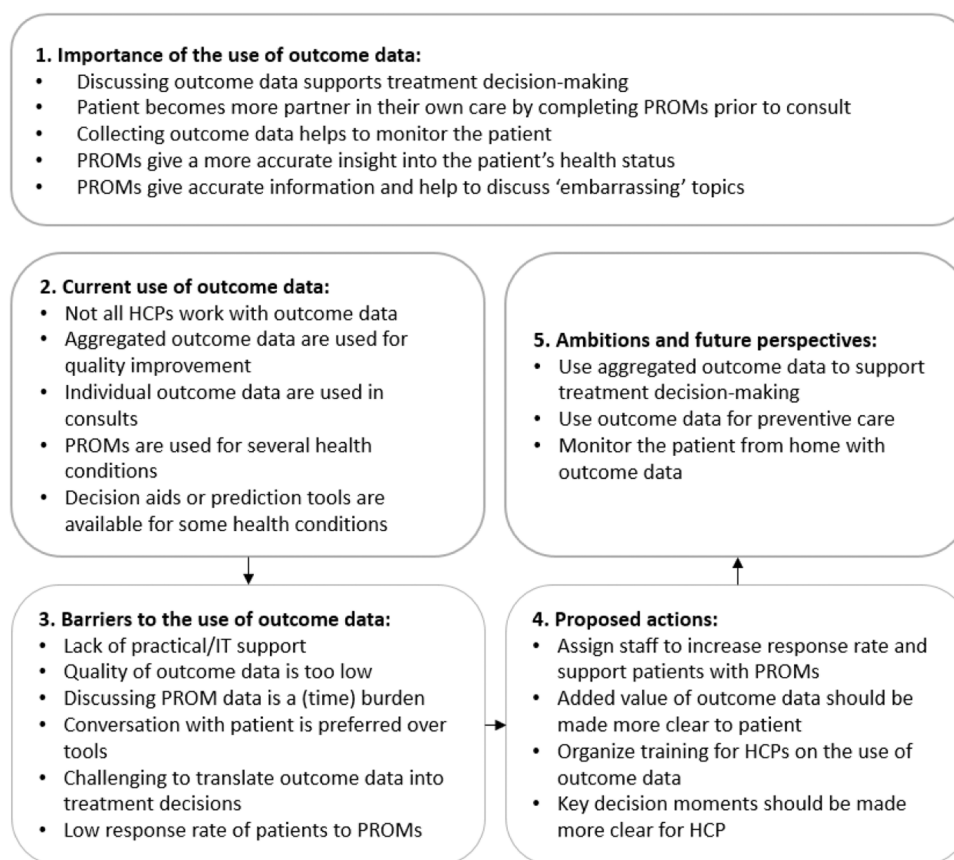 1. Importance of the use of outcome data:
• Discussing outcome data supports treatment decision-making
• Patient becomes more partner in their own care by completing PROMs prior to consult
• Collecting outcome data helps to monitor the patient
• PROMs give a more accurate insight into the patient’s health status
• PROMs give accurate information and help to discuss ‘embarrassing’ topics
2. Current use of outcome data:
• Not all HCPs work with outcome data
• Aggregated outcome data are used for
quality improvement
• Individual outcome data are used in
consults
• PROMs are used for several health
conditions
• Decision aids or prediction tools are
available for some health conditions
3. Barriers to the use of outcome data:
• Lack of practical/IT support
• Quality of outcome data is too low
• Discussing PROM data is a (time) burden
• Conversation with patient is preferred over
tools
• Challenging to translate outcome data into
treatment decisions
• Low response rate of patients to PROMs
4. Proposed actions:
• Assign staff to increase response rate and
support patients with PROMs
• Added value of outcome data should be
made more clear to patient
• Organize training for HCPs on the use of
outcome data
• Key decision moments should be made
more clear for HCP
5. Ambitions and future perspectives:
• Use aggregated outcome data to support
treatment decision-making
• Use outcome data for preventive care
• Monitor the patient from home with
outcome data